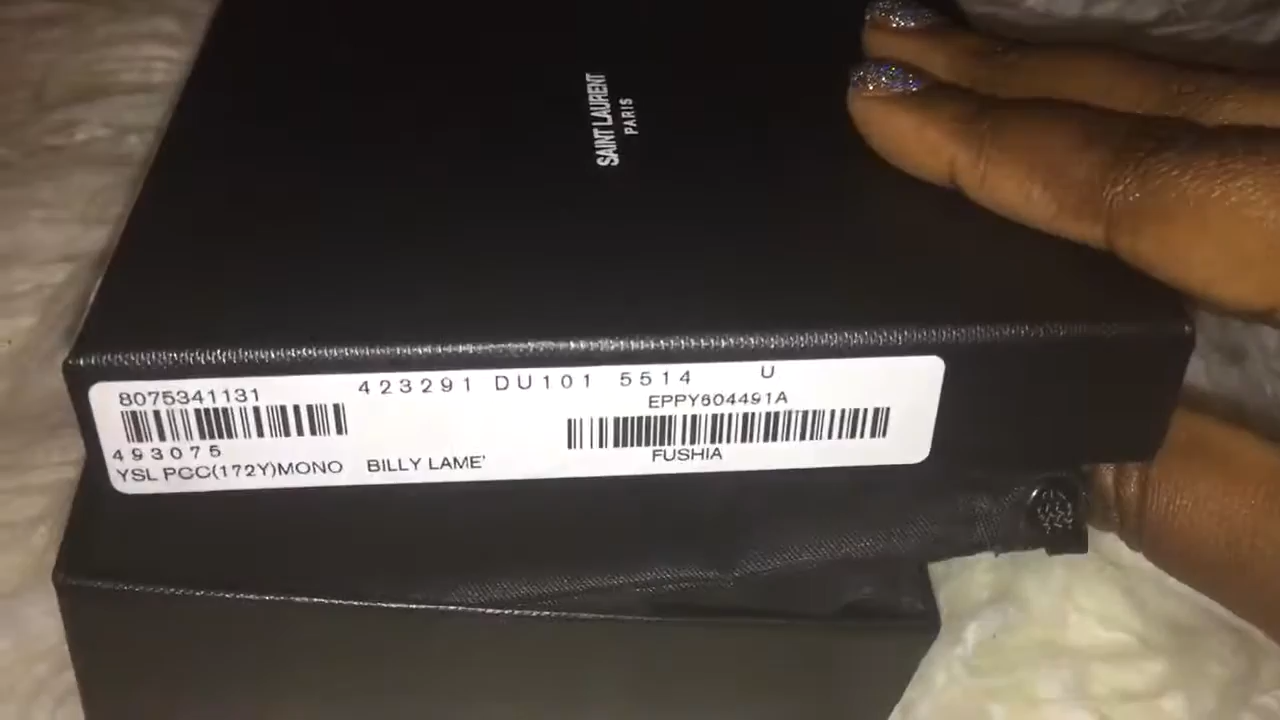 SAINT LAURENT
PARIS
8075341131
423291 DU101 5514 U
EPPY604491A
493075
YSL PCC(172Y)MONO BILLY LAME'
FUSHIA